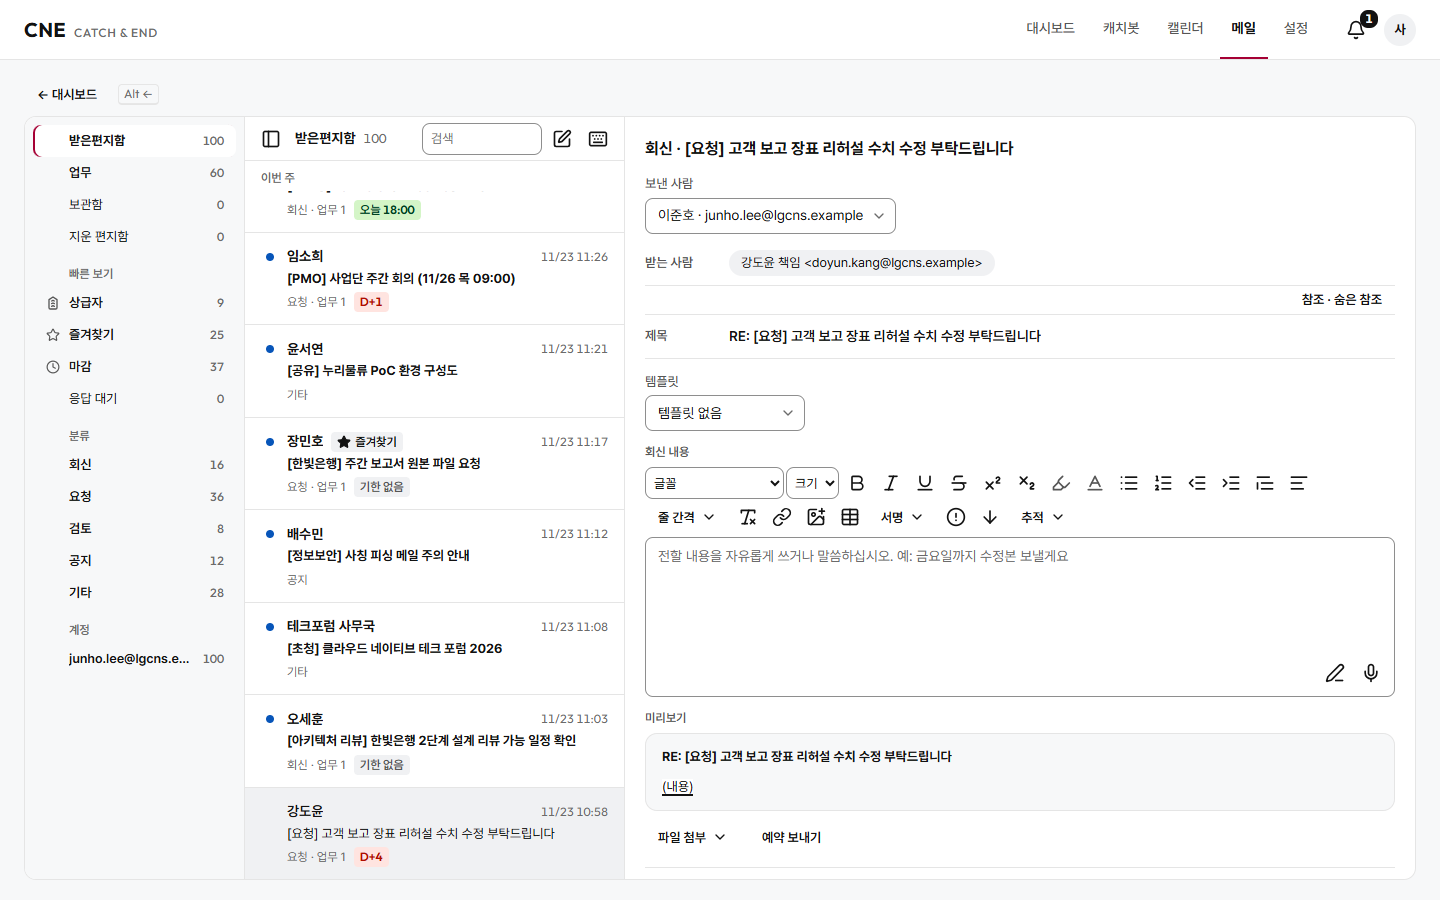 CNE CATCH & END
대시보드 캐치봇 캘린더 메일 설정 1 사
← 대시보드 Alt ←
받은편지함 100
업무 60
보관함 0
지운 편지함 0
빠른 보기
상급자 9
즐겨찾기 25
마감 37
응답 대기 0
분류
회신 16
요청 36
검토 8
공지 12
기타 28
계정
junho.lee@lgcns.e... 100
받은편지함 100 검색
이번 주
회신 · 업무 1 오늘 18:00
임소희 11/23 11:26
[PMO] 사업단 주간 회의 (11/26 목 09:00)
요청 · 업무 1 D+1
윤서연 11/23 11:21
[공유] 누리물류 PoC 환경 구성도
기타
장민호 즐겨찾기 11/23 11:17
[한빛은행] 주간 보고서 원본 파일 요청
요청 · 업무 1 기한 없음
배수민 11/23 11:12
[정보보안] 사칭 피싱 메일 주의 안내
공지
테크포럼 사무국 11/23 11:08
[초청] 클라우드 네이티브 테크 포럼 2026
기타
오세훈 11/23 11:03
[아키텍처 리뷰] 한빛은행 2단계 설계 리뷰 가능 일정 확인
회신 · 업무 1 기한 없음
강도윤 11/23 10:58
[요청] 고객 보고 장표 리허설 수치 수정 부탁드립니다
요청 · 업무 1 D+4
회신 · [요청] 고객 보고 장표 리허설 수치 수정 부탁드립니다
보낸 사람
이준호 · junho.lee@lgcns.example
받는 사람 강도윤 책임 <doyun.kang@lgcns.example>
참조 · 숨은 참조
제목 RE: [요청] 고객 보고 장표 리허설 수치 수정 부탁드립니다
템플릿
템플릿 없음
회신 내용
글꼴 크기
줄 간격 서명 추적
전할 내용을 자유롭게 쓰거나 말씀하십시오. 예: 금요일까지 수정본 보낼게요
미리보기
RE: [요청] 고객 보고 장표 리허설 수치 수정 부탁드립니다
(내용)
파일 첨부 예약 보내기